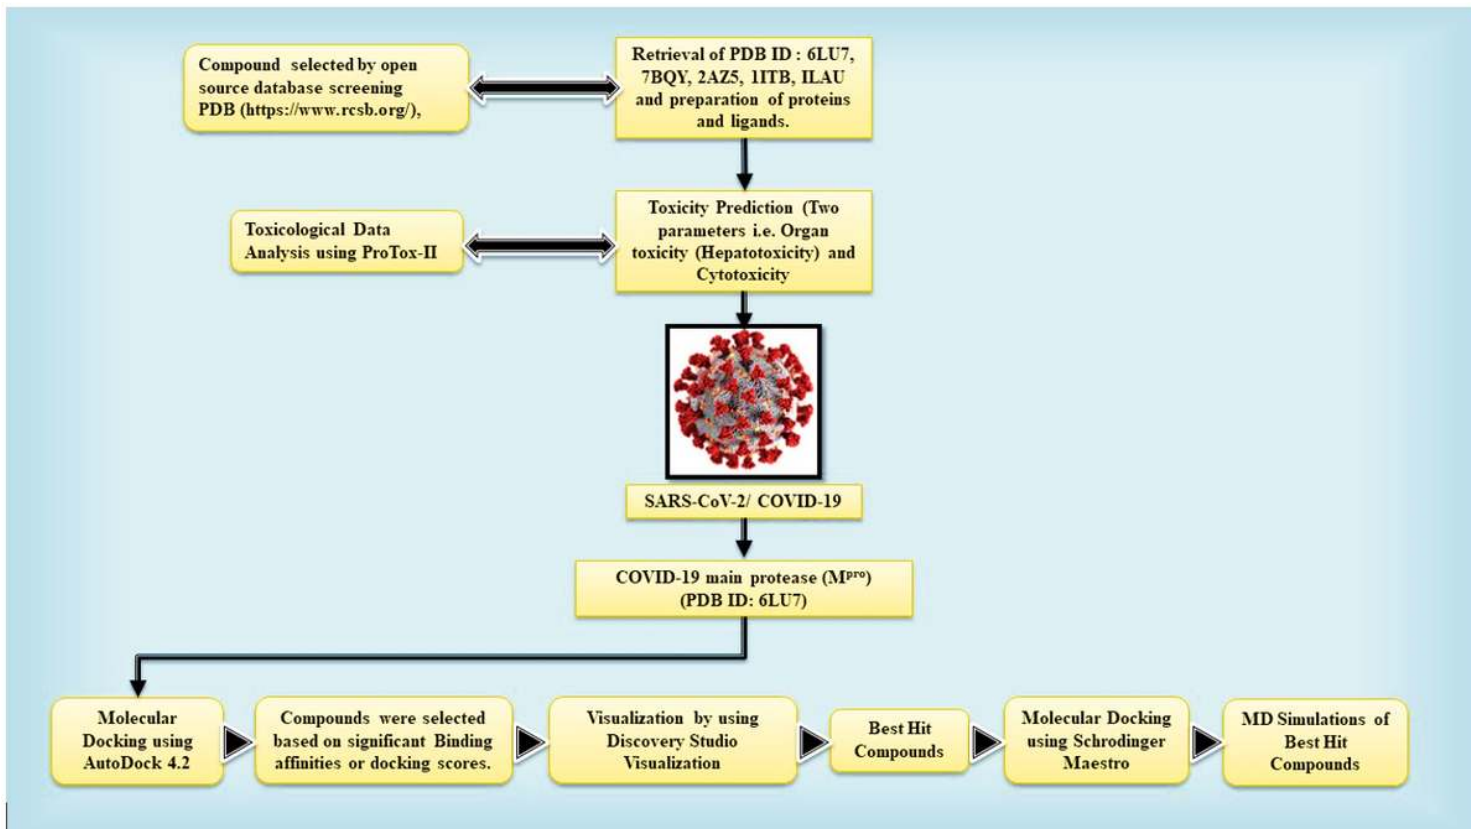 Compound selected by open
source database screening
PDB (https://www.rcsb.org/),
Retrieval of PDB ID : 6LU7,
7BQY, 2AZ5, 1ITB, ILAU
and preparation of proteins
and ligands.
Toxicological Data
Analysis using ProTox-II
Toxicity Prediction (Two
parameters i.e. Organ
toxicity (Hepatotoxicity) and
Cytotoxicity
SARS-CoV-2/ COVID-19
COVID-19 main protease (Mᵖʳᵒ)
(PDB ID: 6LU7)
Molecular
Docking using
AutoDock 4.2
Compounds were selected
based on significant Binding
affinities or docking scores.
Visualization by using
Discovery Studio
Visualization
Best Hit
Compounds
Molecular Docking
using Schrodinger
Maestro
MD Simulations of
Best Hit
Compounds